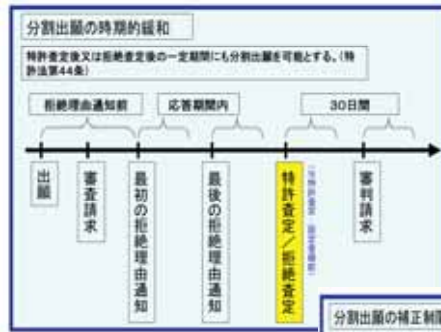 分割出願の時期的緩和
特許査定後又は拒絶査定後の一定期間にも分割出願を可能とする。(特
許法第44条)
拒絶理由通知前
応答期間内
30日間
出願
審査請求
最初の拒絶理由通知
最後の拒絶理由通知
特許査定/拒絶査定
審判請求
分割出願の補正制限